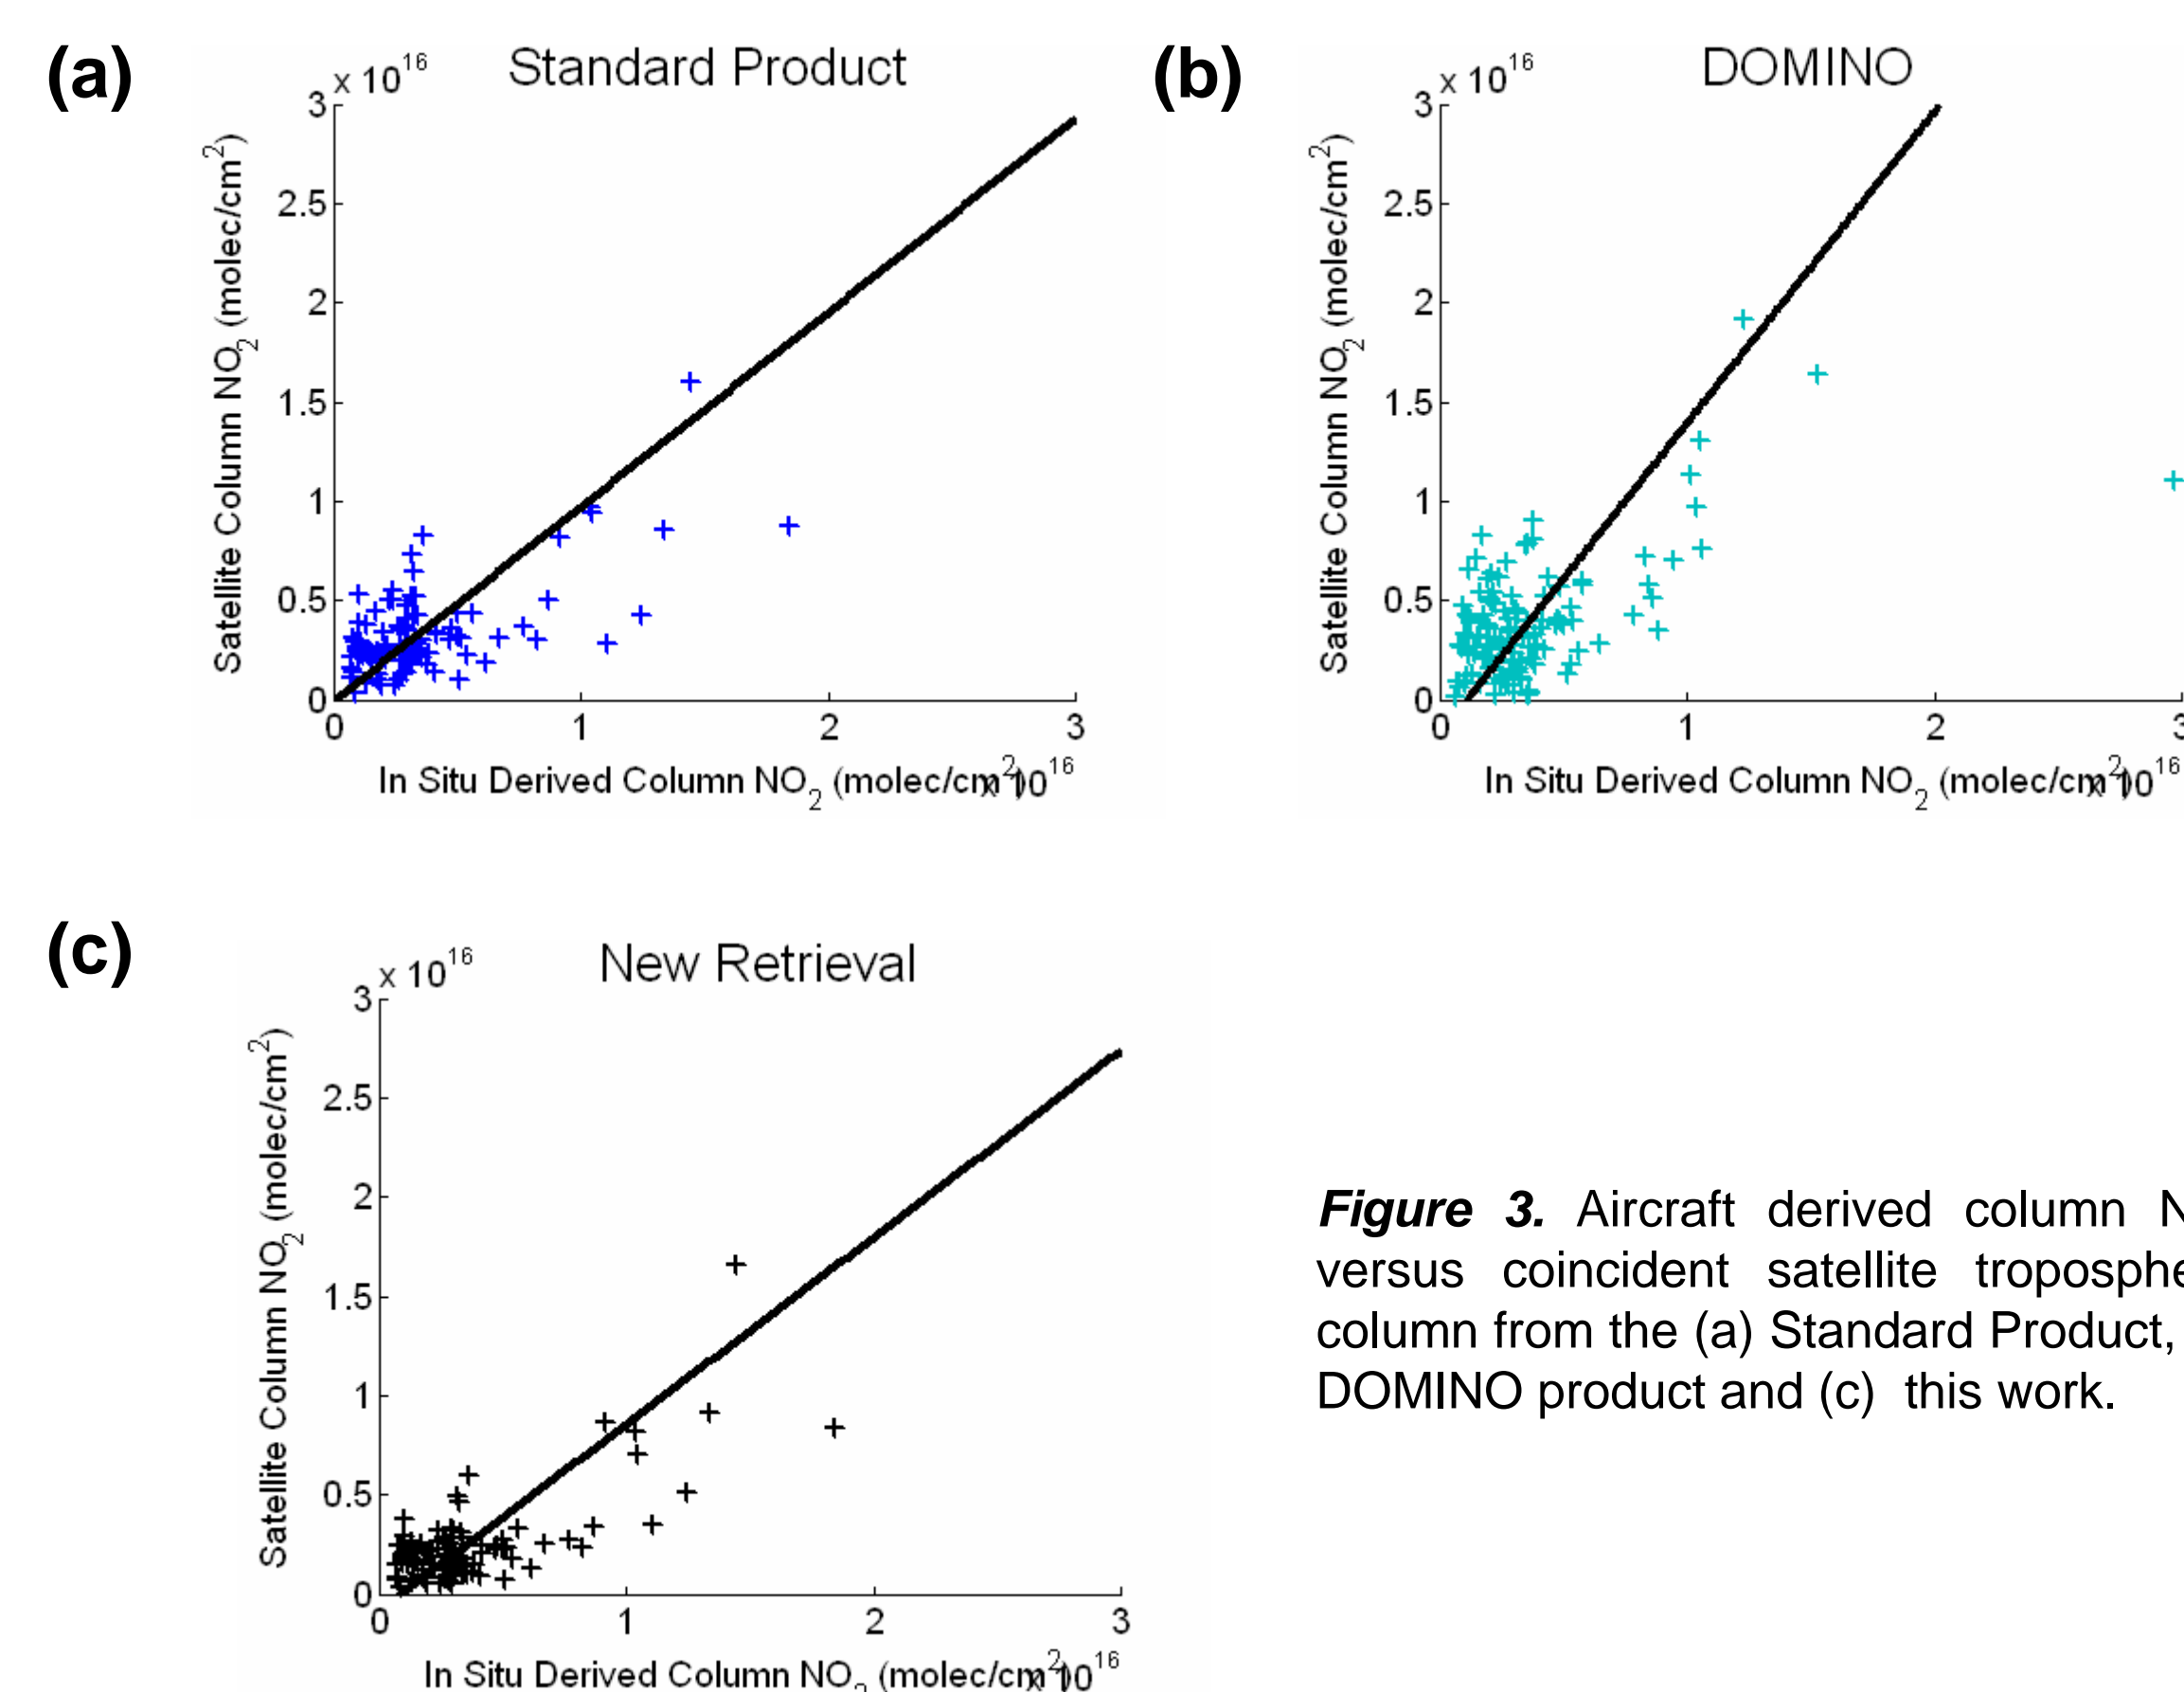 (a)
Standard Product
x 10^16
3
2.5
2
1.5
1
0.5
0
Satellite Column NO2 (molec/cm2)
0 1 2 3
In Situ Derived Column NO2 (molec/cm2) x 10^16
(b)
DOMINO
x 10^16
3
2.5
2
1.5
1
0.5
0
Satellite Column NO2 (molec/cm2)
0 1 2 3
In Situ Derived Column NO2 (molec/cm2) x 10^16
(c)
New Retrieval
x 10^16
3
2.5
2
1.5
1
0.5
0
Satellite Column NO2 (molec/cm2)
0 1 2 3
In Situ Derived Column NO2 (molec/cm2) x 10^16
Figure 3. Aircraft derived column
versus coincident satellite
column from the (a) Standard Product,
DOMINO product and (c) this work.